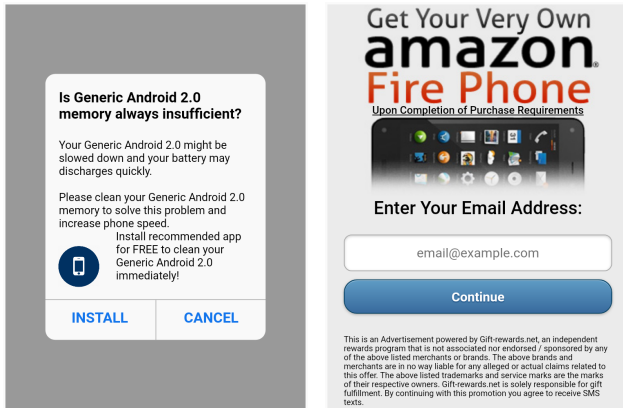 Is Generic Android 2.0
memory always insufficient?
Your Generic Android 2.0 might be
slowed down and your battery may
discharges quickly.
Please clean your Generic Android 2.0
memory to solve this problem and
increase phone speed.
Install recommended app
for FREE to clean your
Generic Android 2.0
immediately!
INSTALL
CANCEL
Get Your Very Own
amazon.
Fire Phone
Upon Completion of Purchase Requirements
Enter Your Email Address:
email@example.com
Continue
This is an Advertisement powered by Gift-rewards.net, an independent
rewards program that is not associated nor endorsed / sponsored by any
of the above listed merchants or brands. The above brands and
merchants are in no way liable for any alleged or actual claims related to
this offer. The above listed trademarks and service marks are the marks
of their respective owners. Gift-rewards.net is solely responsible for gift
fulfillment. By continuing with this promotion you agree to receive SMS
texts.